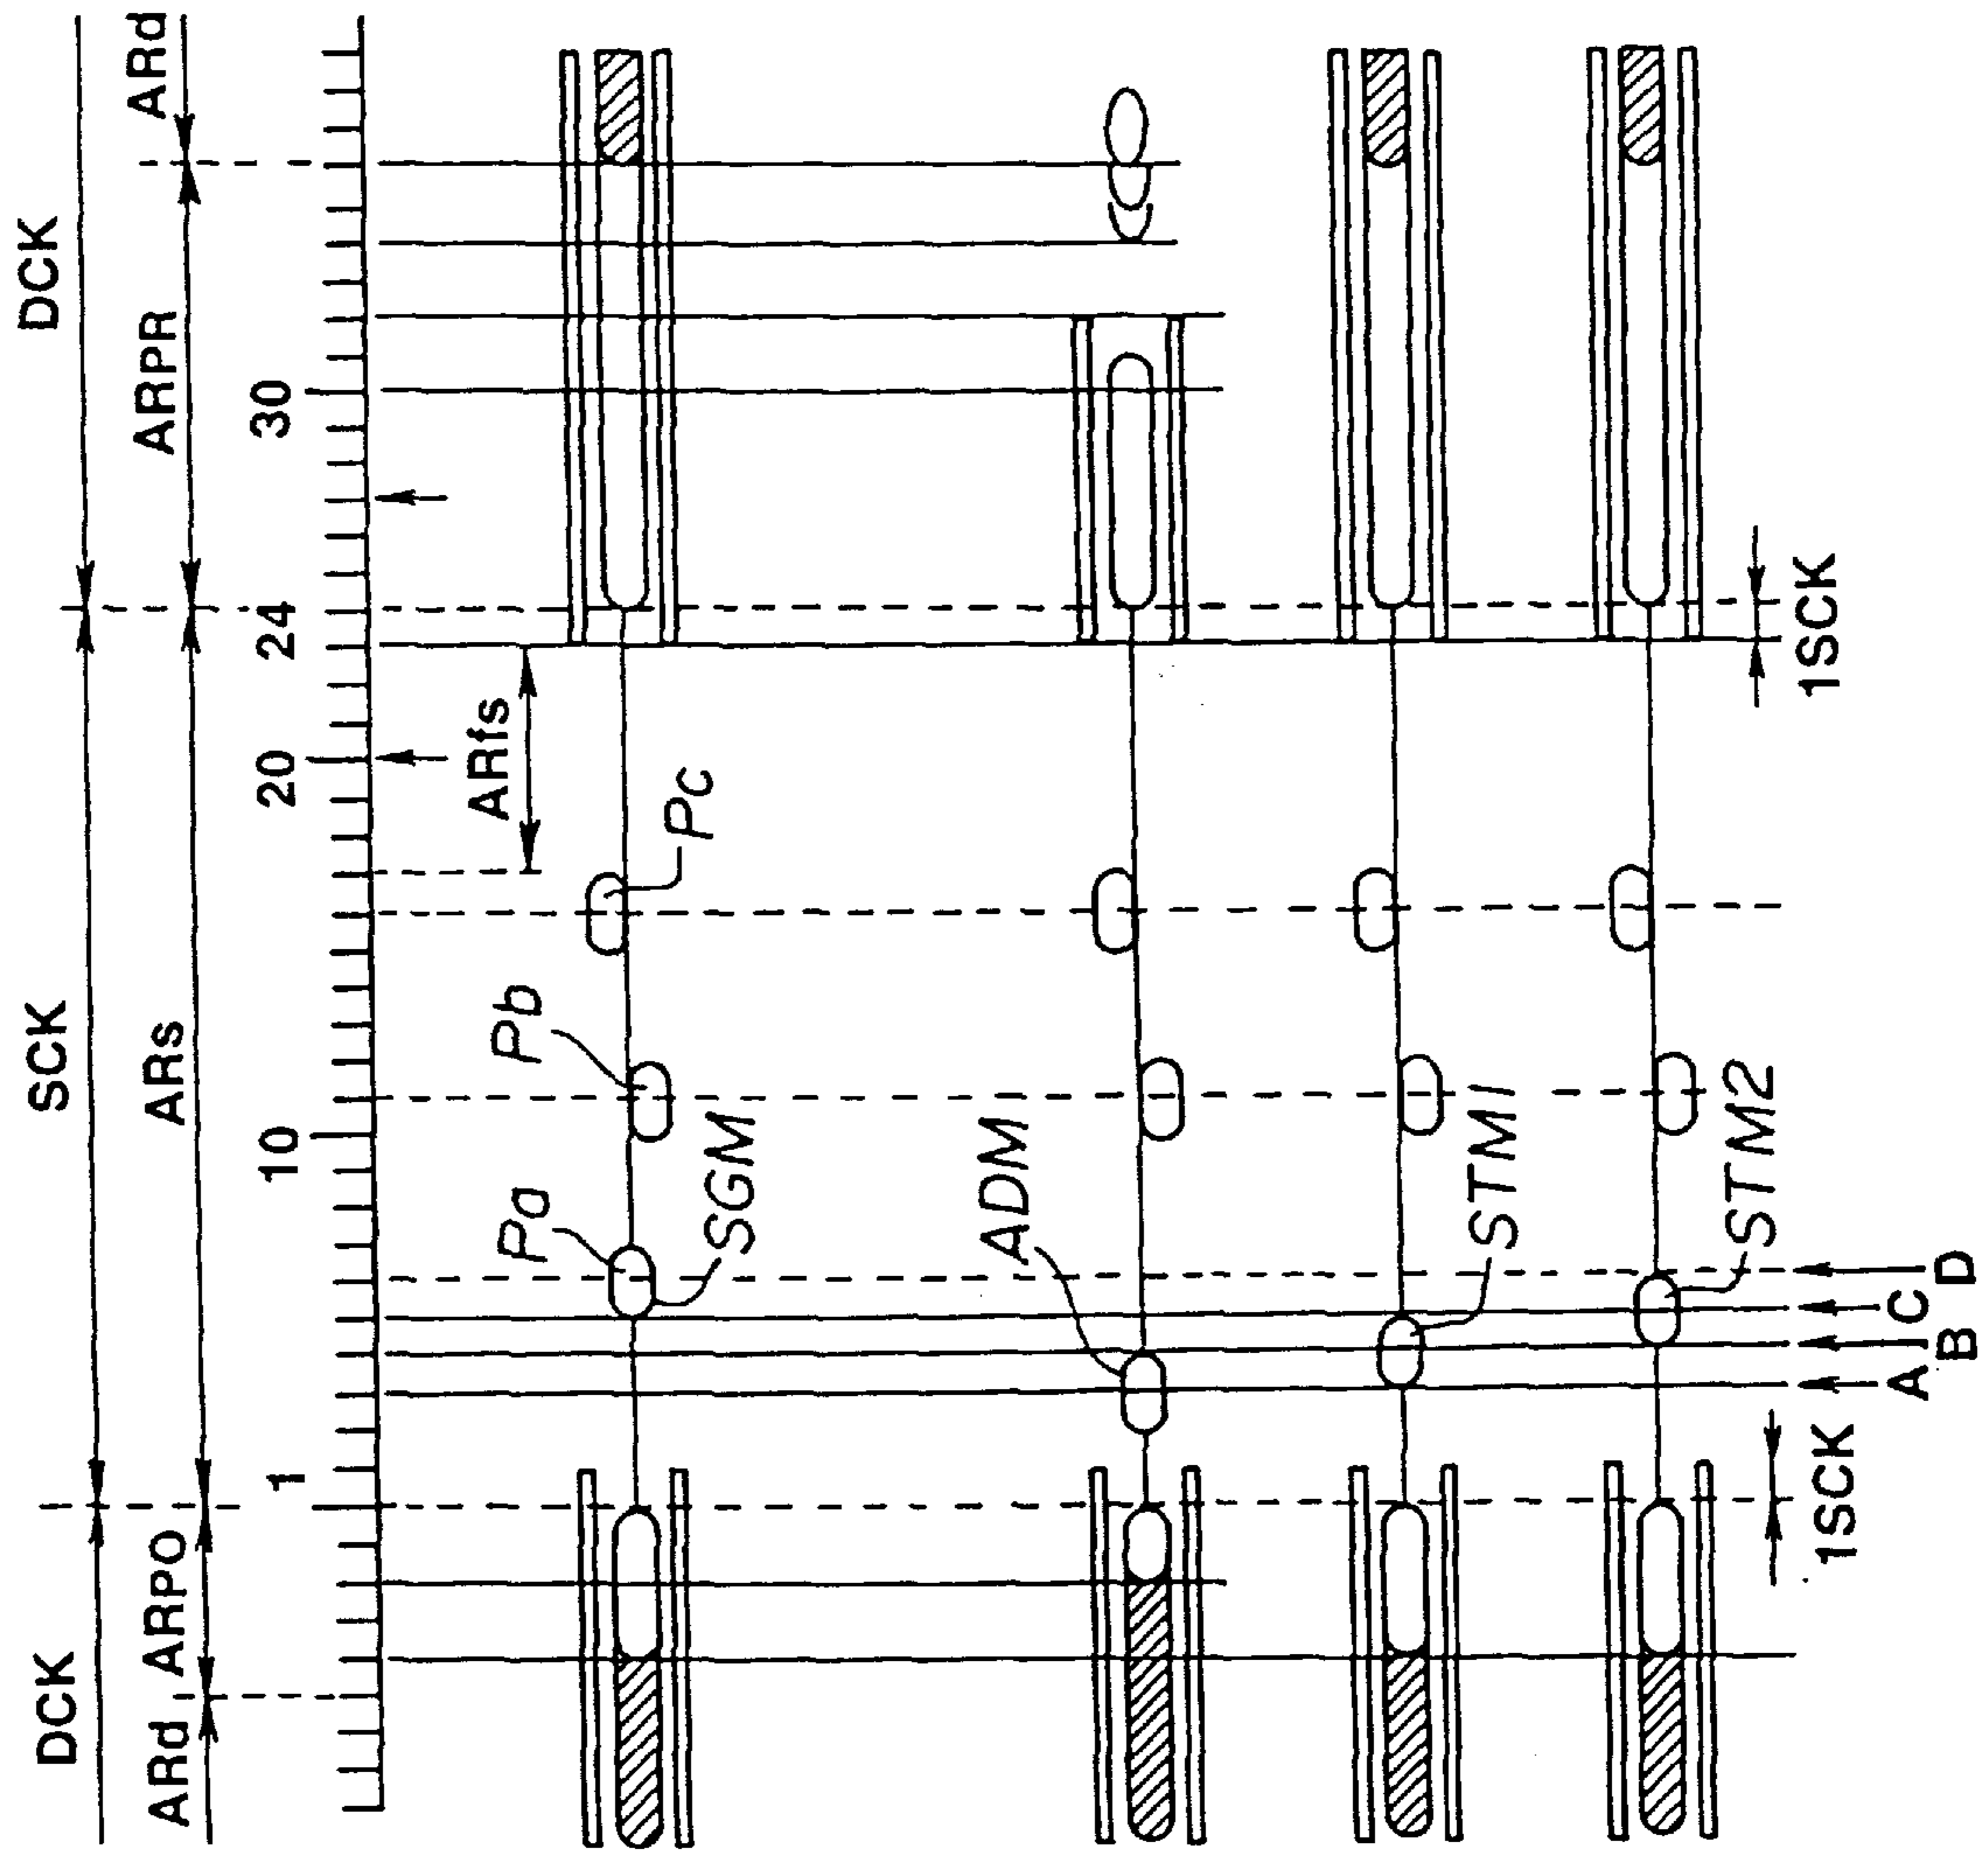 DCK SCK DCK
ARd ARPO ARs ARPR ARd
1 10 20 24 30
ARfs
Pa Pb Pc
SGM
ADM
STM1
STM2
1SCK 1SCK
A B C D